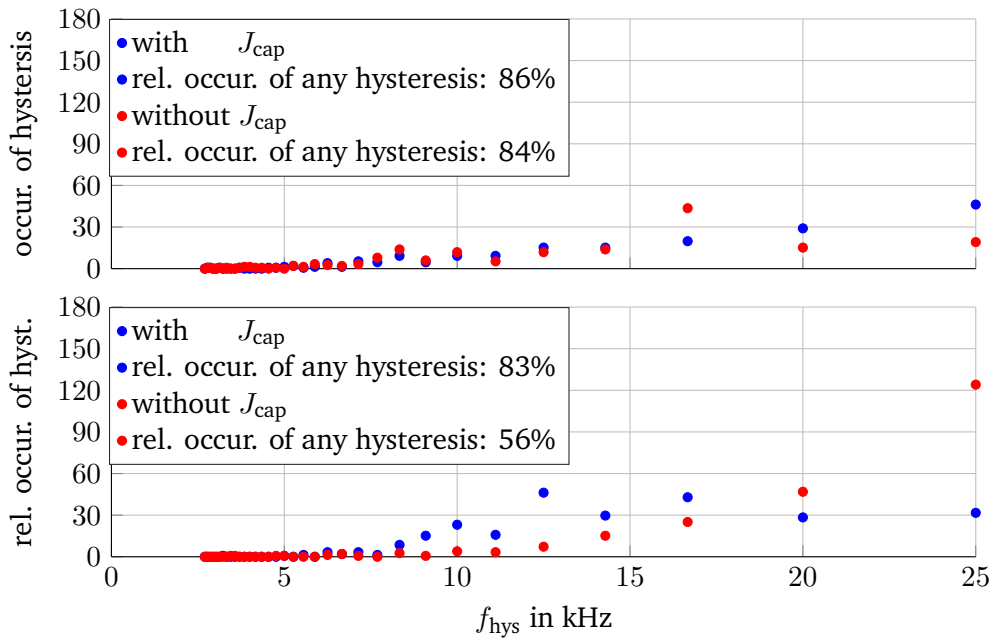 occur. of hystersis
180
150
120
90
60
30
0
with J_cap
rel. occur. of any hysteresis: 86%
without J_cap
rel. occur. of any hysteresis: 84%
rel. occur. of hyst.
180
150
120
90
60
30
0
with J_cap
rel. occur. of any hysteresis: 83%
without J_cap
rel. occur. of any hysteresis: 56%
0 5 10 15 20 25
f_hys in kHz